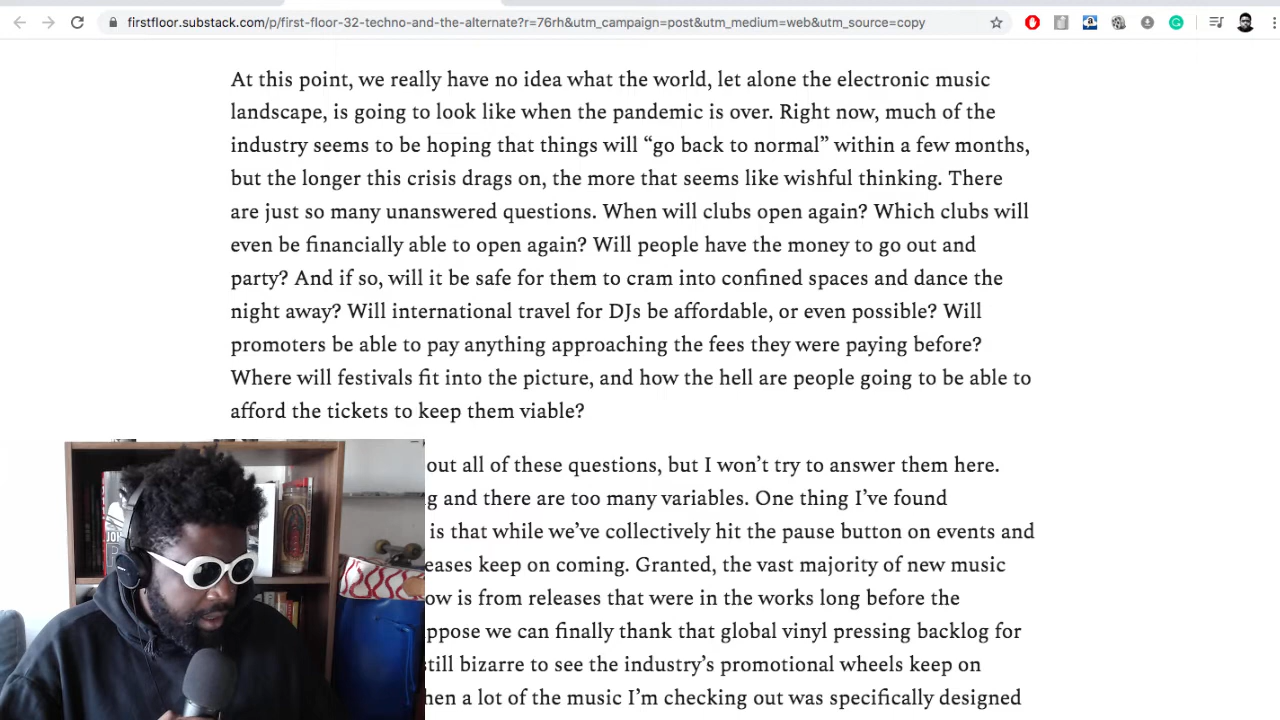 firstfloor.substack.com/p/first-floor-32-techno-and-the-alternate?r=76rh&utm_campaign=post&utm_medium=web&utm_source=copy
At this point, we really have no idea what the world, let alone the electronic music
landscape, is going to look like when the pandemic is over. Right now, much of the
industry seems to be hoping that things will “go back to normal” within a few months,
but the longer this crisis drags on, the more that seems like wishful thinking. There
are just so many unanswered questions. When will clubs open again? Which clubs will
even be financially able to open again? Will people have the money to go out and
party? And if so, will it be safe for them to cram into confined spaces and dance the
night away? Will international travel for DJs be affordable, or even possible? Will
promoters be able to pay anything approaching the fees they were paying before?
Where will festivals fit into the picture, and how the hell are people going to be able to
afford the tickets to keep them viable?
out all of these questions, but I won’t try to answer them here.
g and there are too many variables. One thing I’ve found
is that while we’ve collectively hit the pause button on events and
eases keep on coming. Granted, the vast majority of new music
ow is from releases that were in the works long before the
ppose we can finally thank that global vinyl pressing backlog for
still bizarre to see the industry’s promotional wheels keep on
hen a lot of the music I’m checking out was specifically designed